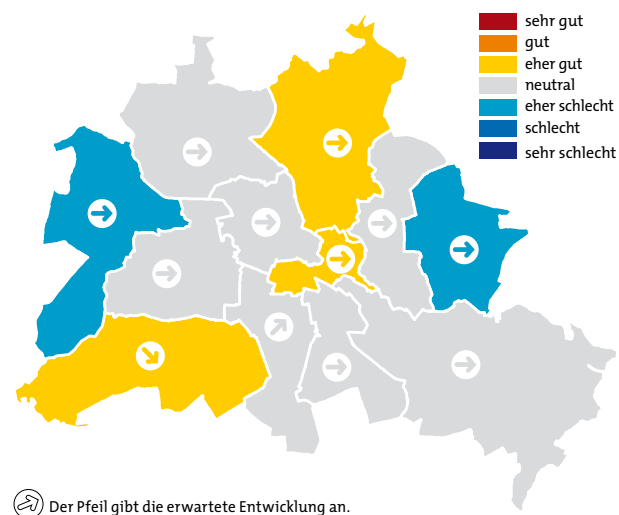 sehr gut
gut
eher gut
neutral
eher schlecht
schlecht
sehr schlecht
Der Pfeil gibt die erwartete Entwicklung an.